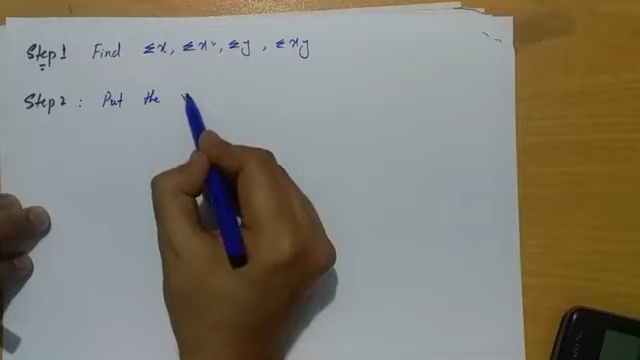 Step 1 Find Σx, Σx², Σy, Σxy
Step 2 : Put the